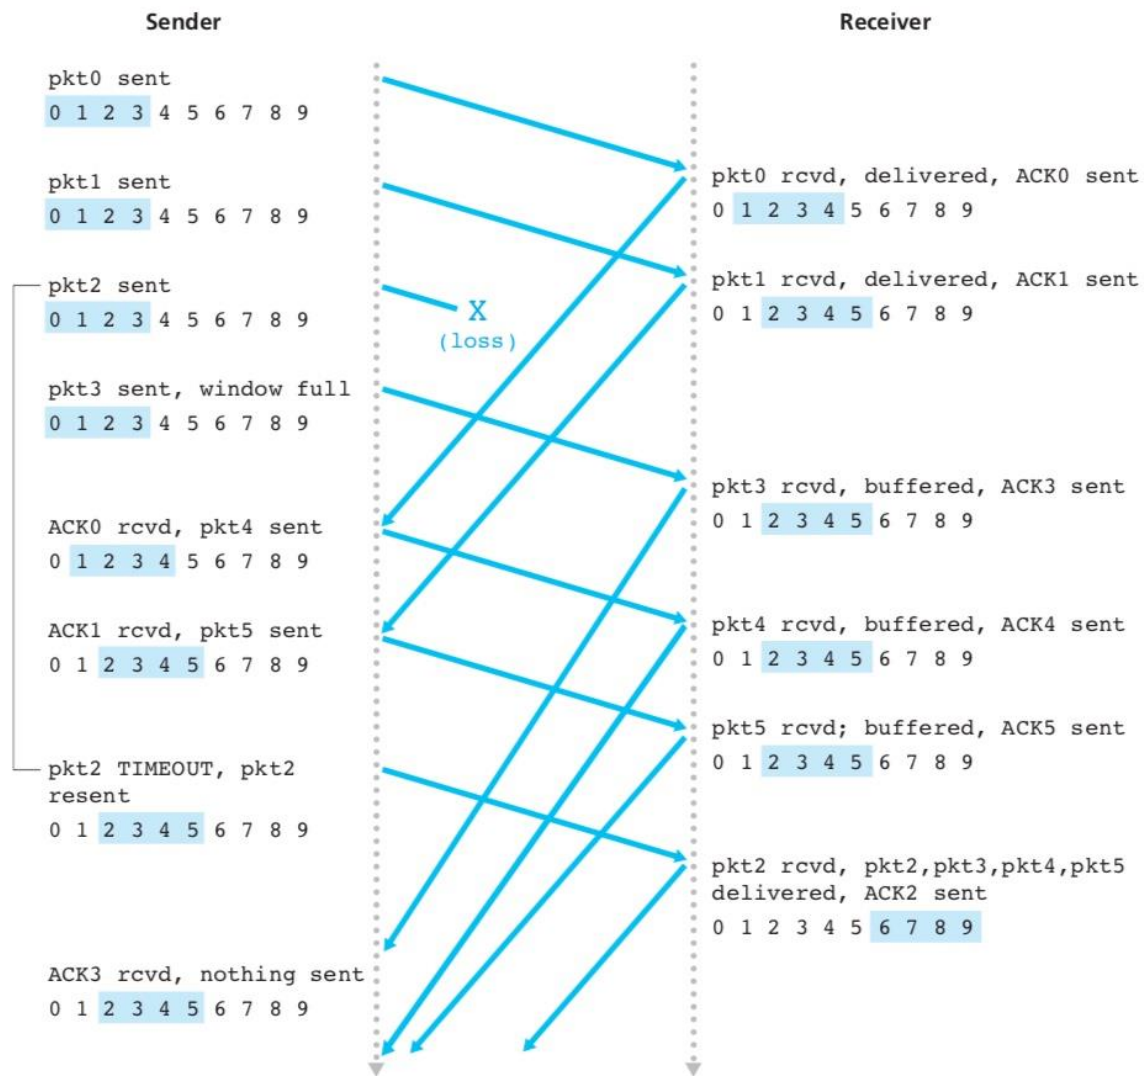 Sender
Receiver
pkt0 sent
0 1 2 3 4 5 6 7 8 9
pkt0 rcvd, delivered, ACK0 sent
0 1 2 3 4 5 6 7 8 9
pkt1 sent
0 1 2 3 4 5 6 7 8 9
pkt1 rcvd, delivered, ACK1 sent
0 1 2 3 4 5 6 7 8 9
pkt2 sent
0 1 2 3 4 5 6 7 8 9
X
(loss)
pkt3 sent, window full
0 1 2 3 4 5 6 7 8 9
pkt3 rcvd, buffered, ACK3 sent
0 1 2 3 4 5 6 7 8 9
ACK0 rcvd, pkt4 sent
0 1 2 3 4 5 6 7 8 9
pkt4 rcvd, buffered, ACK4 sent
0 1 2 3 4 5 6 7 8 9
ACK1 rcvd, pkt5 sent
0 1 2 3 4 5 6 7 8 9
pkt5 rcvd; buffered, ACK5 sent
0 1 2 3 4 5 6 7 8 9
pkt2 TIMEOUT, pkt2
resent
0 1 2 3 4 5 6 7 8 9
pkt2 rcvd, pkt2,pkt3,pkt4,pkt5
delivered, ACK2 sent
0 1 2 3 4 5 6 7 8 9
ACK3 rcvd, nothing sent
0 1 2 3 4 5 6 7 8 9